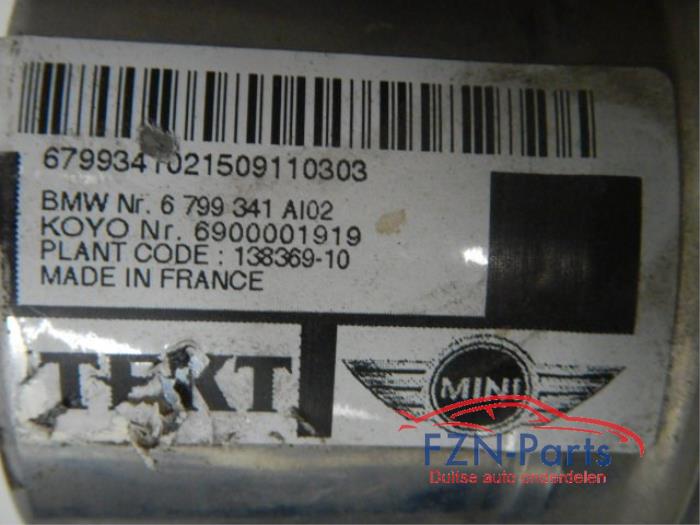 6799341021509110303
BMW Nr. 6 799 341 AI02
KOYO Nr. 6900001919
PLANT CODE : 138369-10
MADE IN FRANCE
TEKT
MINI
FZN-Parts
Duitse auto onderdelen